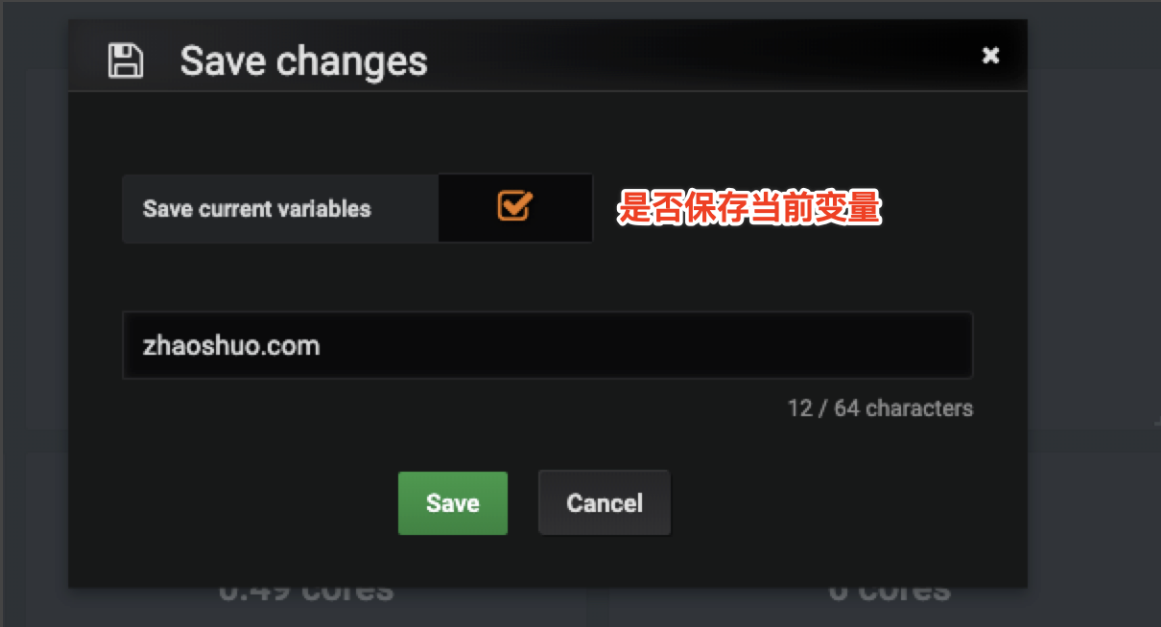 Save changes
Save current variables
是否保存当前变量
zhaoshuo.com
12 / 64 characters
Save
Cancel
0.49 cores
6 cores